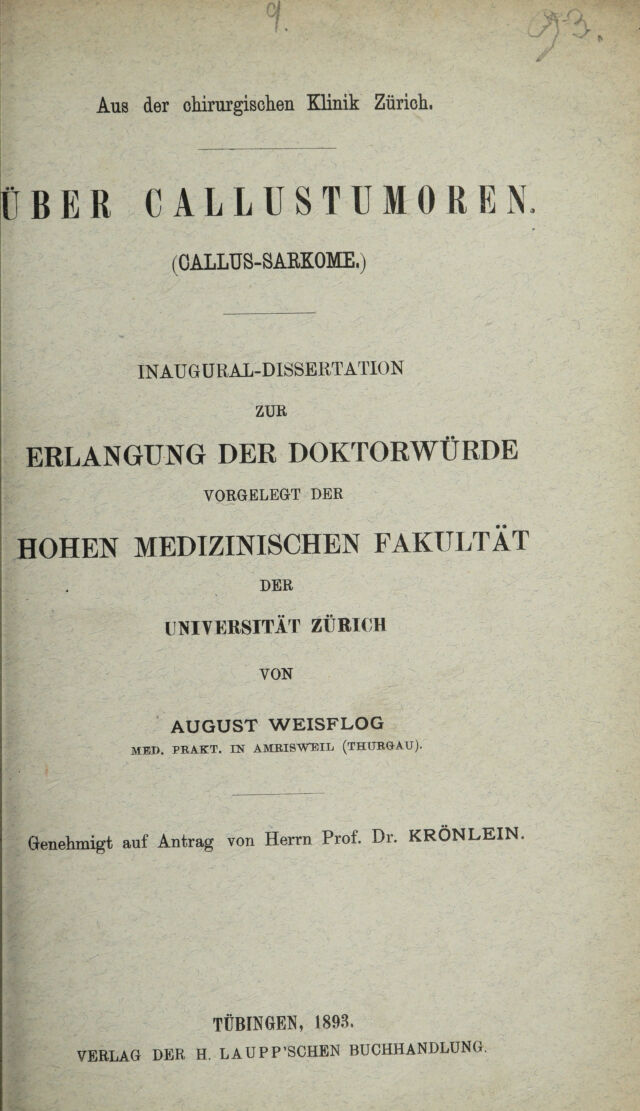 9.
Aus der chirurgischen Klinik Zürich.
ÜBER CALLUSTUMOREN.
(CALLUS-SARKOME.)
INAUGURAL-DISSERTATION
ZUR
ERLANGUNG DER DOKTORWÜRDE
VORGELEGT DER
HOHEN MEDIZINISCHEN FAKULTÄT
DER
UNIVERSITÄT ZÜRICH
VON
AUGUST WEISFLOG
MED. PRAKT. IN AMRISWEIL (THURGAU).
Genehmigt auf Antrag von Herrn Prof. Dr. KRÖNLEIN.
TÜBINGEN, 1893.
VERLAG DER H. LAUPP'SCHEN BUCHHANDLUNG.